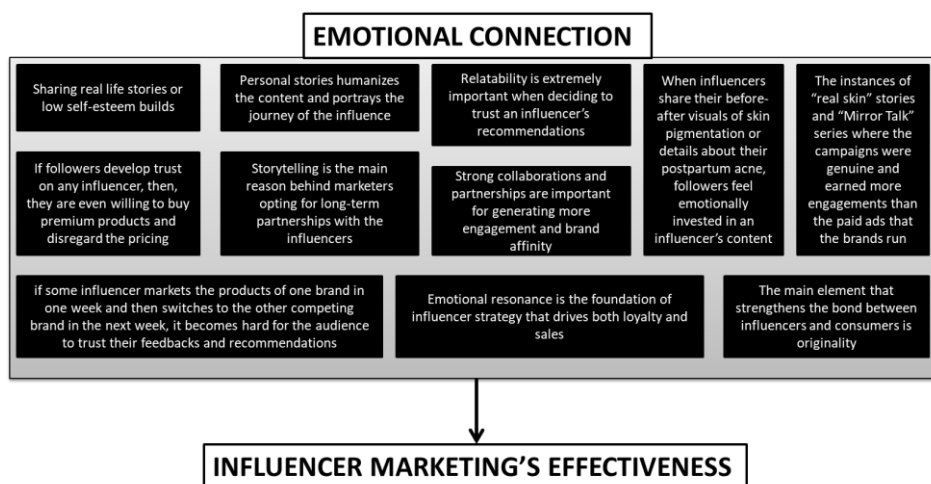 EMOTIONAL CONNECTION
Sharing real life stories or
low self-esteem builds
Personal stories humanizes
the content and portrays the
journey of the influence
Relatability is extremely
important when deciding to
trust an influencer's
recommendations
When influencers
share their before-
after visuals of skin
pigmentation or
details about their
postpartum acne,
followers feel
emotionally
invested in an
influencer's content
The instances of
“real skin” stories
and “Mirror Talk”
series where the
campaigns were
genuine and
earned more
engagements than
the paid ads that
the brands run
If followers develop trust
on any influencer, then,
they are even willing to buy
premium products and
disregard the pricing
Storytelling is the main
reason behind marketers
opting for long-term
partnerships with the
influencers
Strong collaborations and
partnerships are important
for generating more
engagement and brand
affinity
if some influencer markets the products of one brand in
one week and then switches to the other competing
brand in the next week, it becomes hard for the audience
to trust their feedbacks and recommendations
Emotional resonance is the foundation of
influencer strategy that drives both loyalty and
sales
The main element that
strengthens the bond between
influencers and consumers is
originality
INFLUENCER MARKETING'S EFFECTIVENESS